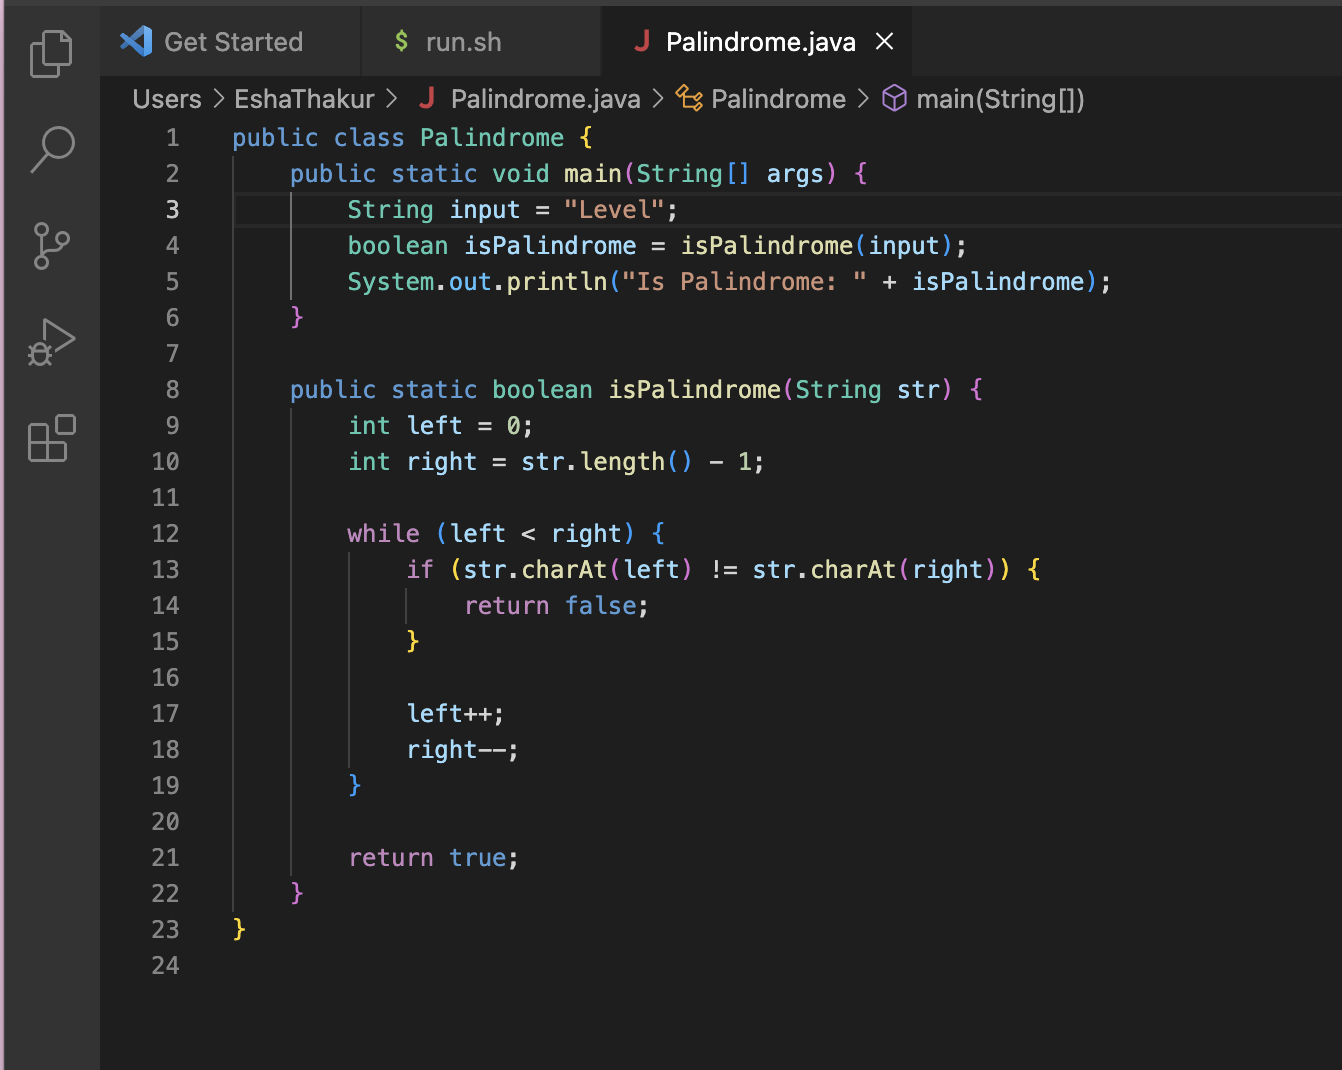 Get Started $ run.sh J Palindrome.java ×
Users > EshaThakur > J Palindrome.java > Palindrome > main(String[])
1 public class Palindrome {
2     public static void main(String[] args) {
3         String input = "Level";
4         boolean isPalindrome = isPalindrome(input);
5         System.out.println("Is Palindrome: " + isPalindrome);
6     }
7
8     public static boolean isPalindrome(String str) {
9         int left = 0;
10         int right = str.length() - 1;
11
12         while (left < right) {
13             if (str.charAt(left) != str.charAt(right)) {
14                 return false;
15             }
16
17             left++;
18             right--;
19         }
20
21         return true;
22     }
23 }
24